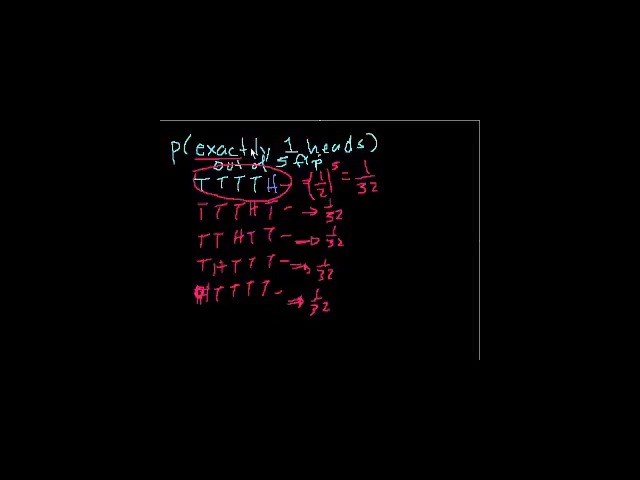 P(exactly 1 heads)
out of 5 flip
T T T T H – → (1/2)^5 = 1/32
T T T H T – → 1/32
T T H T T – → 1/32
T H T T T – → 1/32
H T T T T – → 1/32